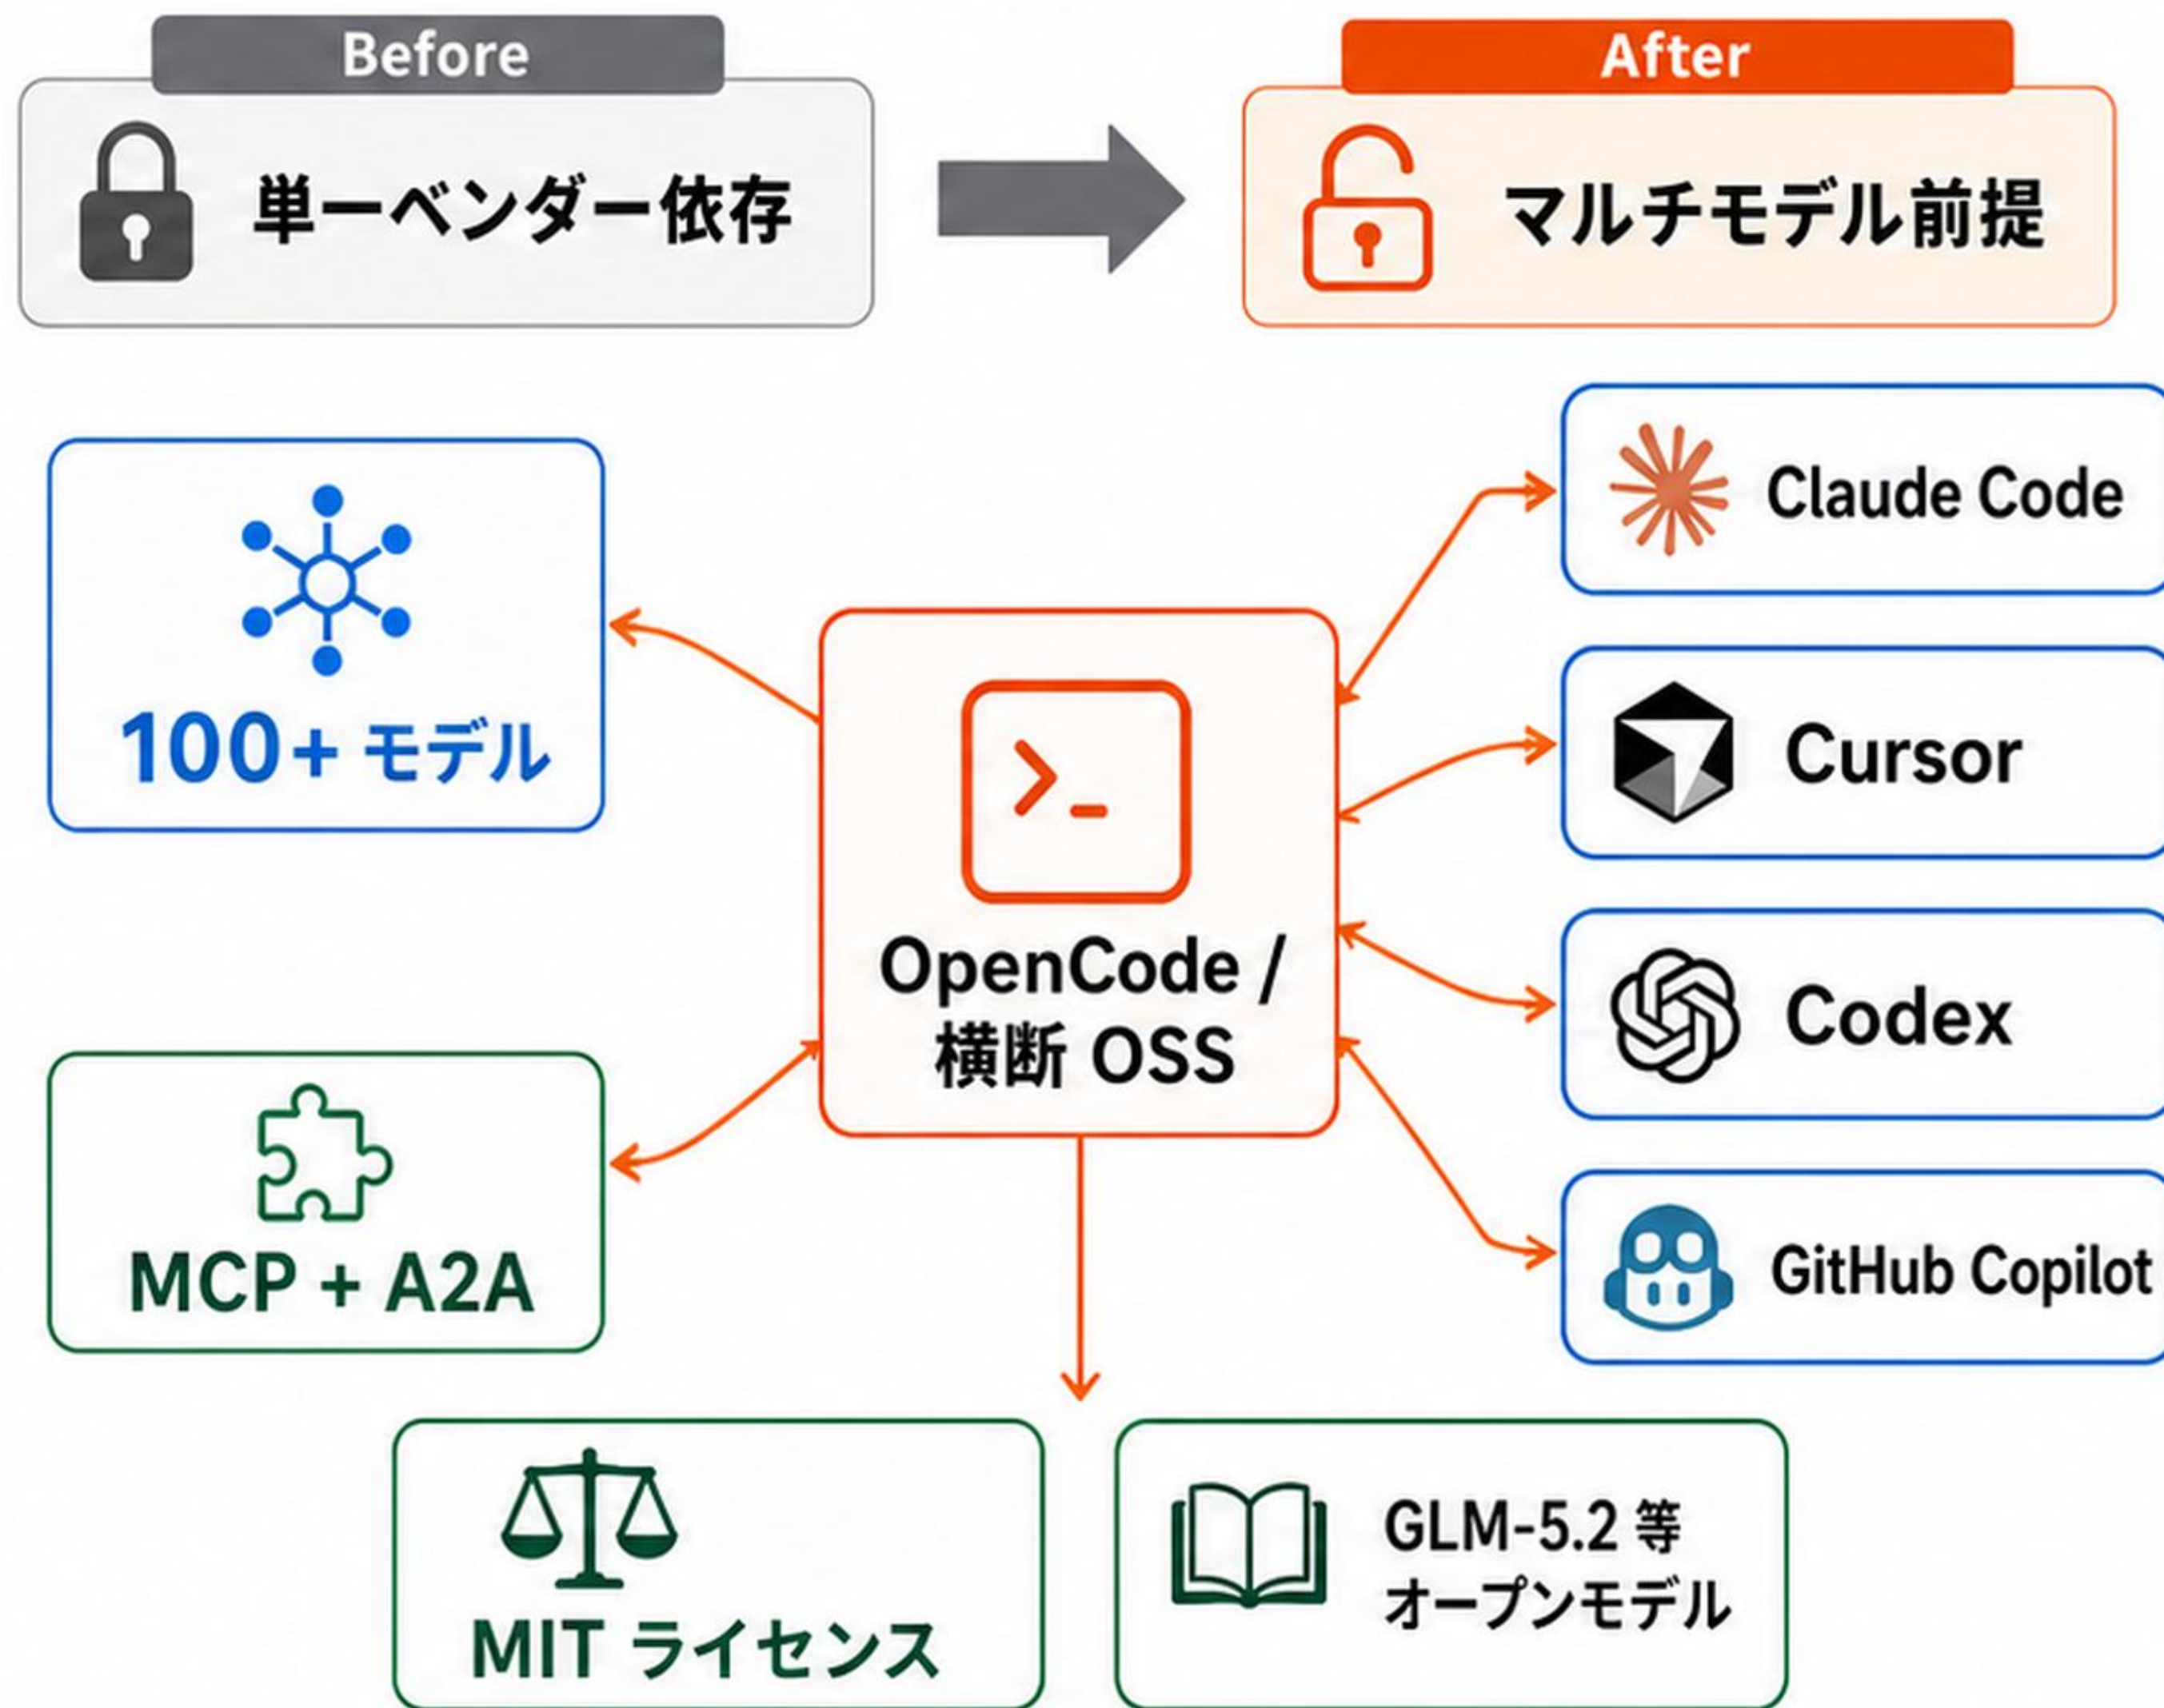 Before
After
単一ベンダー依存
マルチモデル前提
100+ モデル
Claude Code
Cursor
OpenCode /
横断 OSS
Codex
MCP + A2A
GitHub Copilot
MIT ライセンス
GLM-5.2 等
オープンモデル